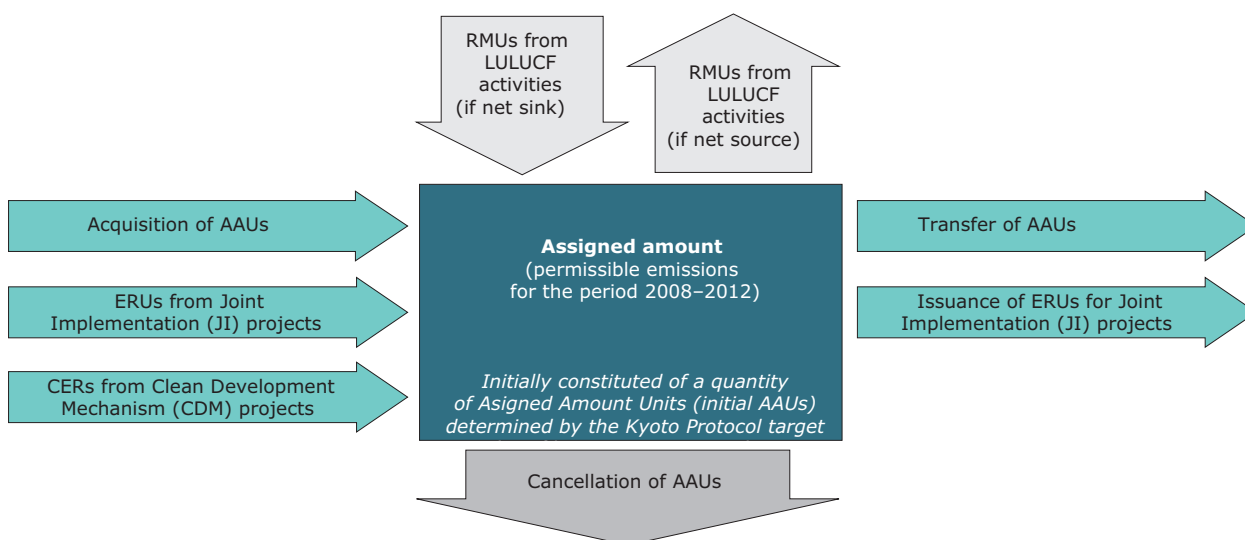 RMUs from
LULUCF
activities
(if net sink)
RMUs from
LULUCF
activities
(if net source)
Acquisition of AAUs
ERUs from Joint
Implementation (JI) projects
CERs from Clean Development
Mechanism (CDM) projects
Assigned amount
(permissible emissions
for the period 2008–2012)
Initially constituted of a quantity
of Asigned Amount Units (initial AAUs)
determined by the Kyoto Protocol target
Transfer of AAUs
Issuance of ERUs for Joint
Implementation (JI) projects
Cancellation of AAUs